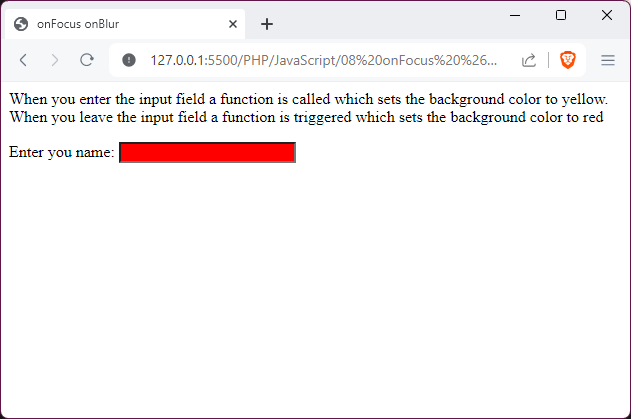 onFocus onBlur
127.0.0.1:5500/PHP/JavaScript/08%20onFocus%20%26...
When you enter the input field a function is called which sets the background color to yellow.
When you leave the input field a function is triggered which sets the background color to red
Enter you name: